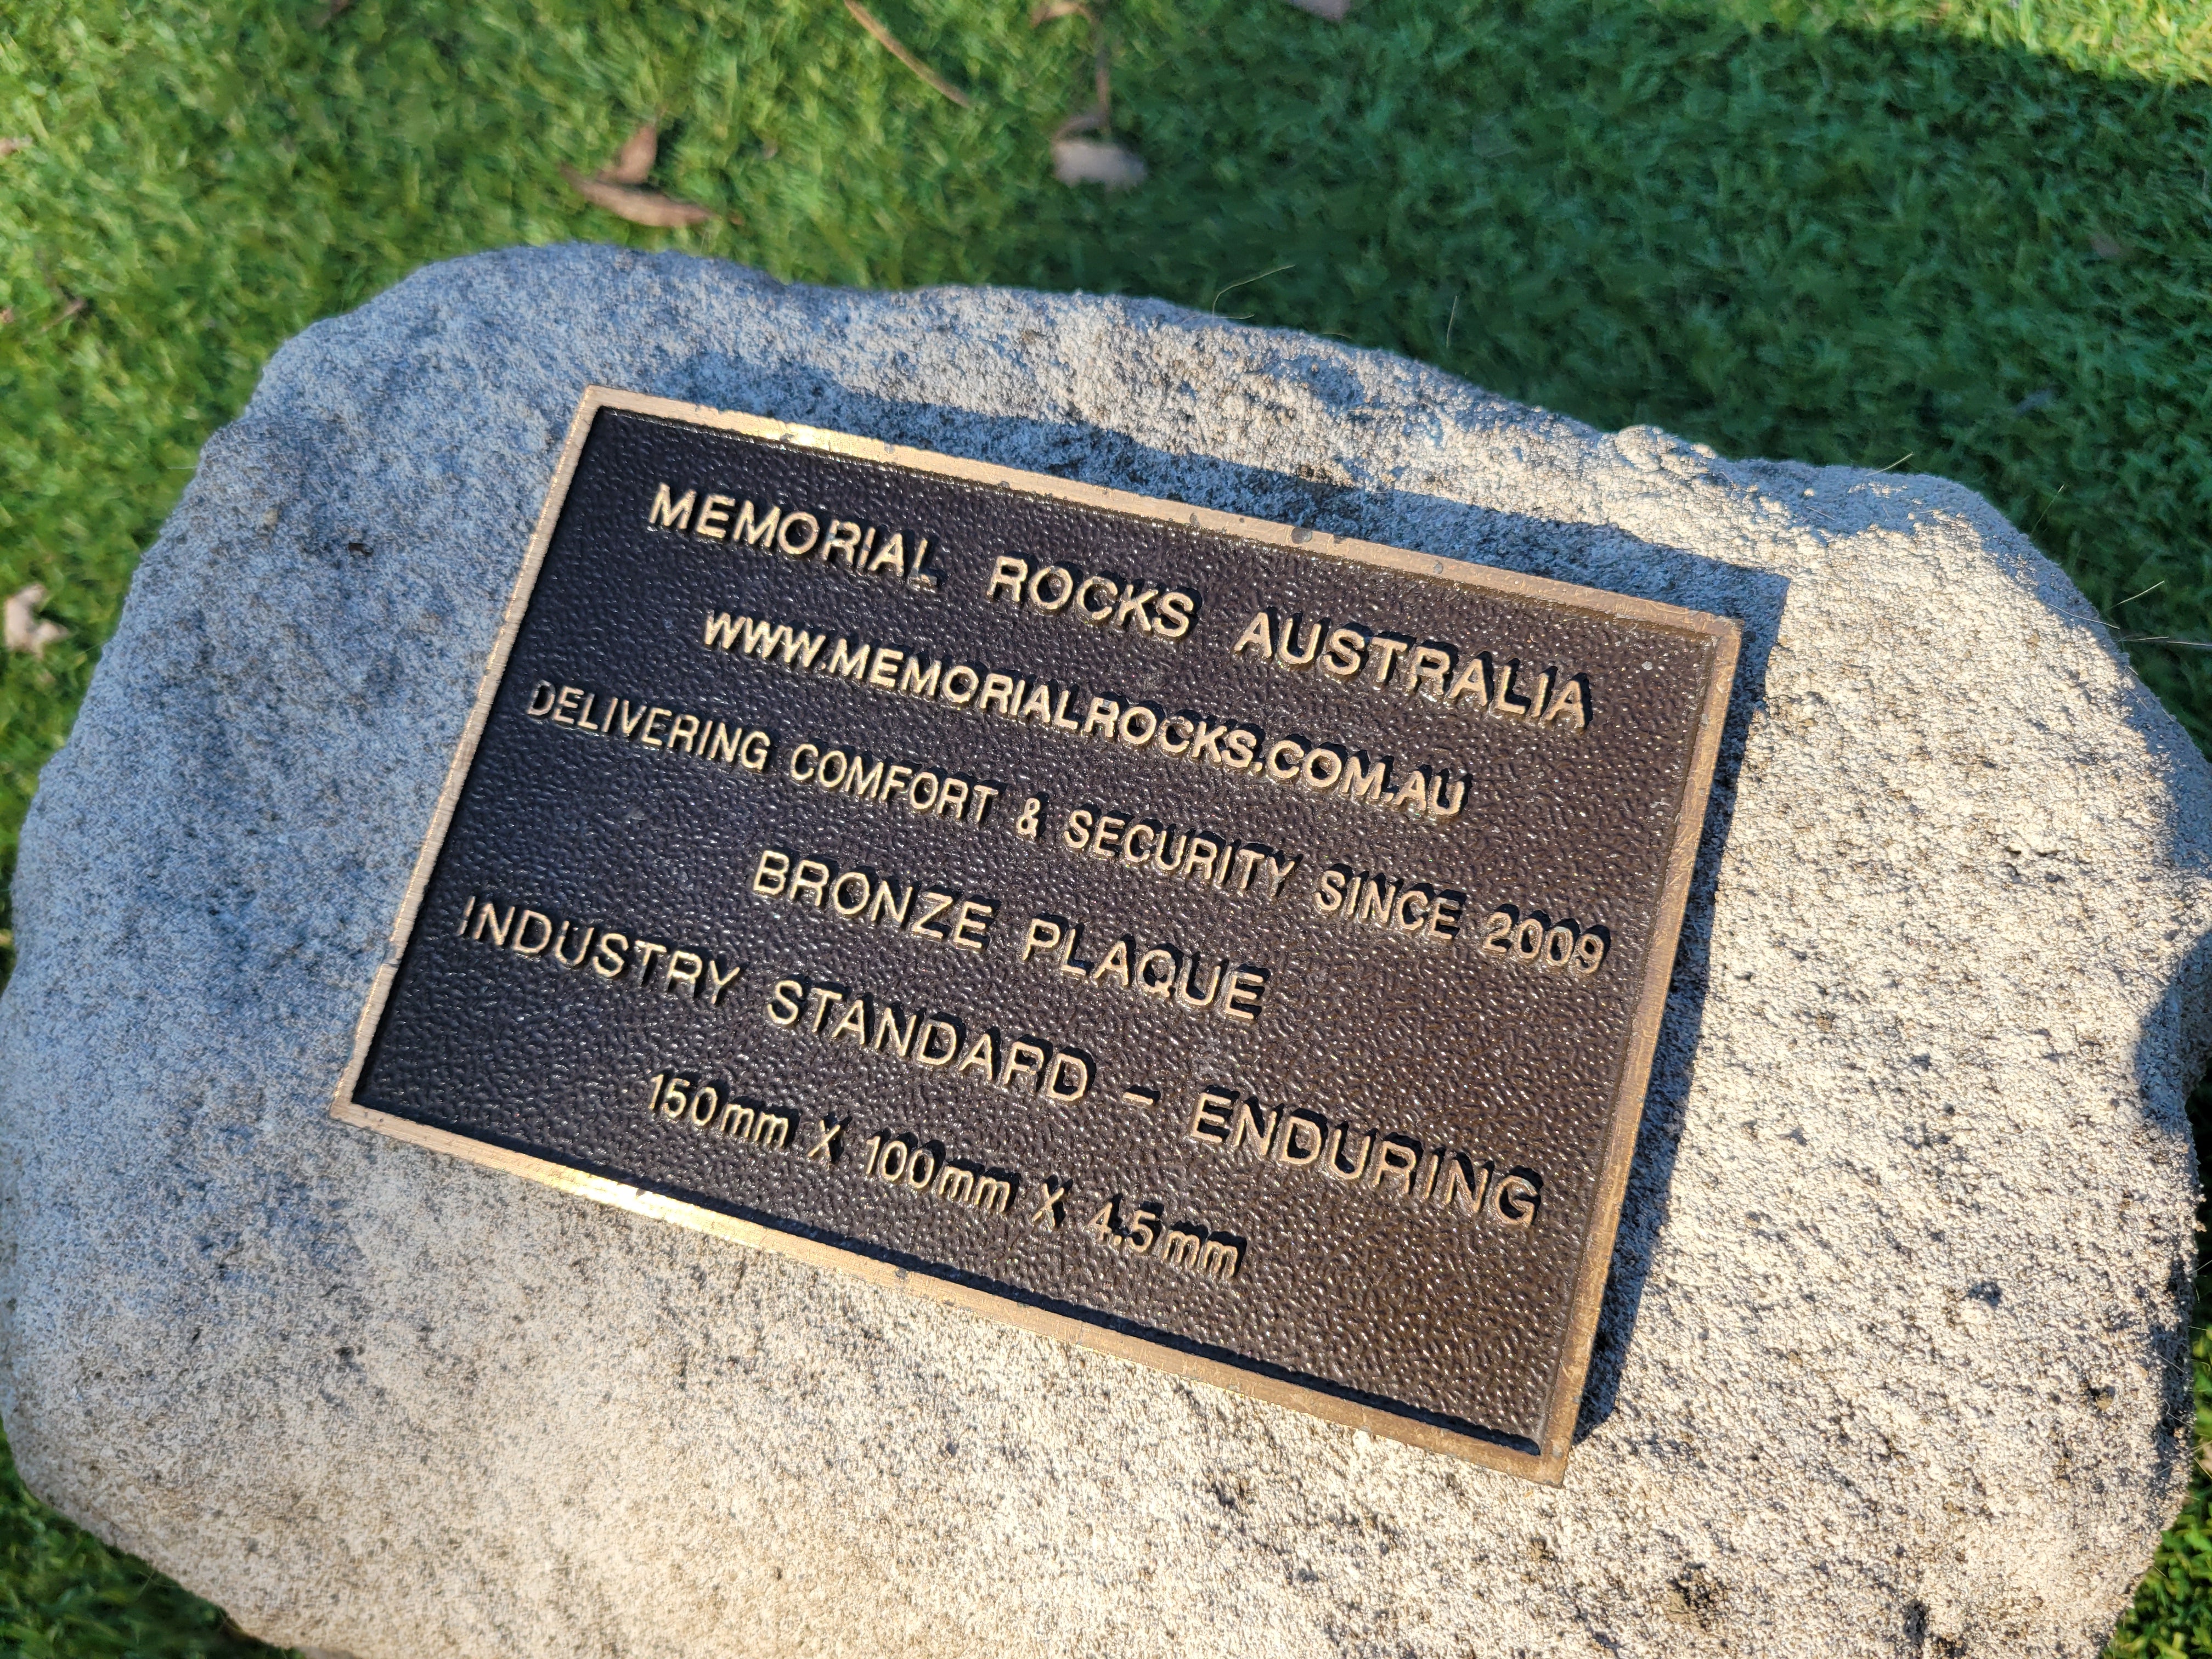 MEMORIAL ROCKS AUSTRALIA
WWW.MEMORIALROCKS.COM.AU
DELIVERING COMFORT & SECURITY SINCE 2009
BRONZE PLAQUE
INDUSTRY STANDARD - ENDURING
150mm X 100mm X 4.5mm